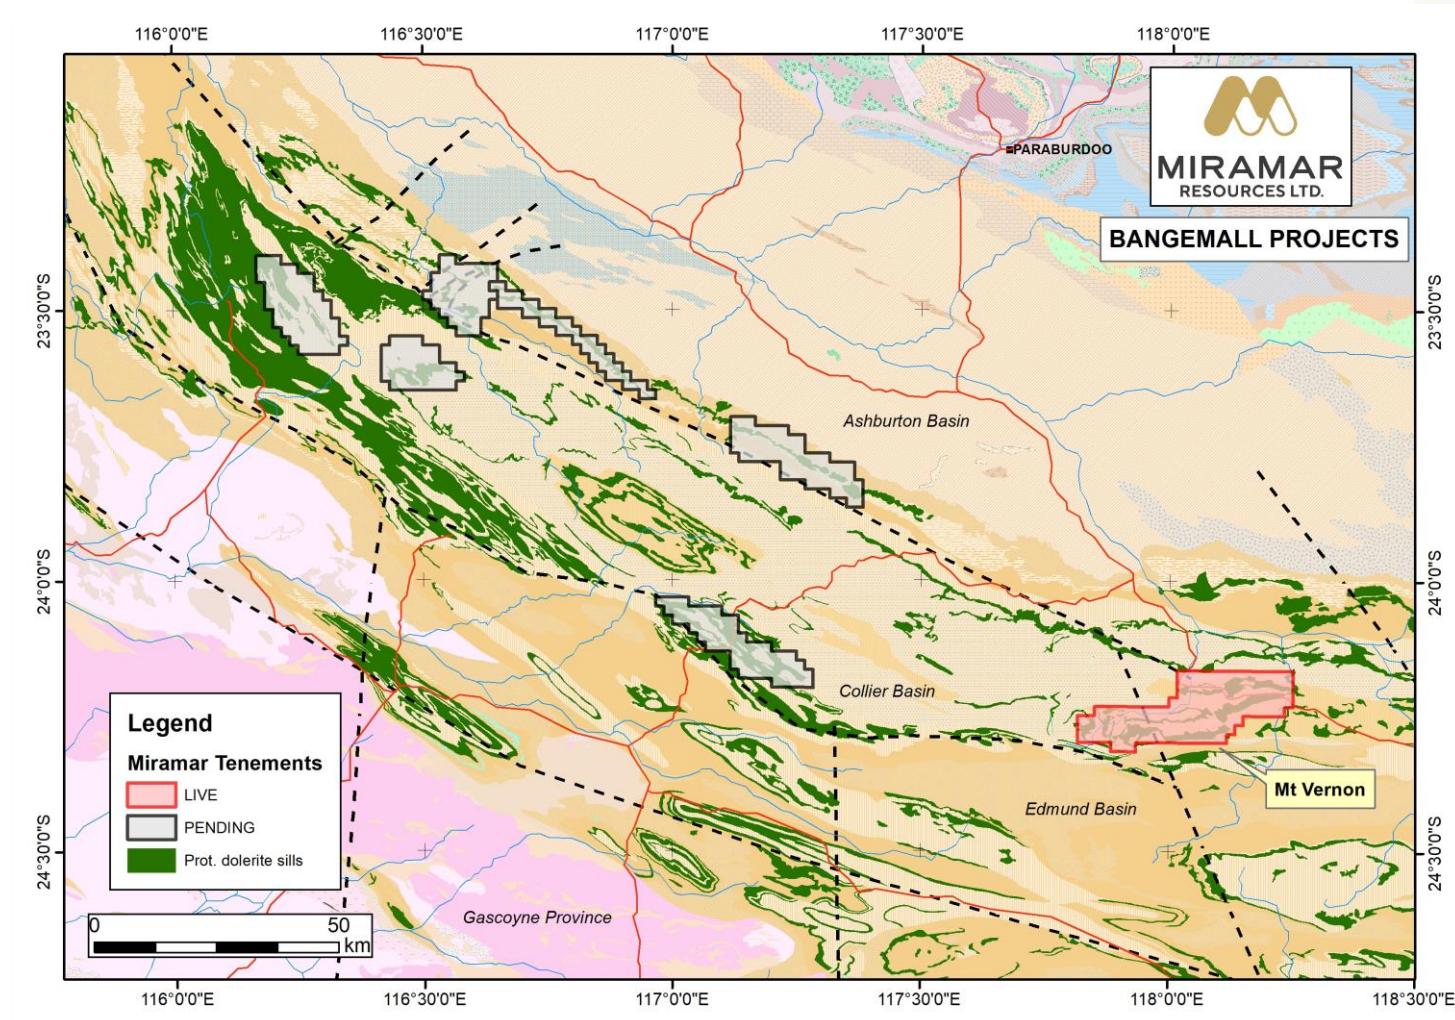 116°0'0"E
116°30'0"E
117°0'0"E
117°30'0"E
118°0'0"E
MIRAMAR
RESOURCES LTD.
PARABURDOO
BANGEMALL PROJECTS
23°30'0"S
23°30'0"S
Ashburton Basin
24°0'0"S
24°0'0"S
Collier Basin
Legend
Miramar Tenements
LIVE
PENDING
Prot. dolerite sills
Mt Vernon
Edmund Basin
24°30'0"S
24°30'0"S
Gascoyne Province
0
50
km
116°0'0"E
116°30'0"E
117°0'0"E
117°30'0"E
118°0'0"E
118°30'0"E